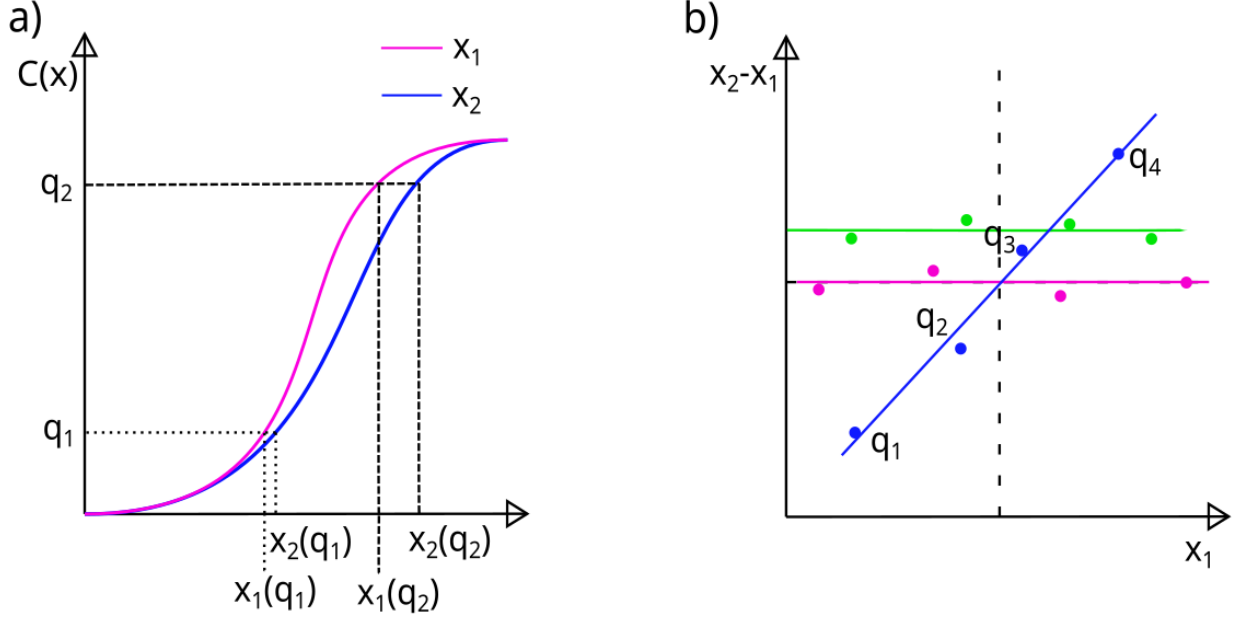 a)
C(x)
x₁
x₂
q₂
q₁
x₂(q₁)
x₂(q₂)
x₁(q₁)
x₁(q₂)
b)
x₂-x₁
q₄
q₃
q₂
q₁
x₁